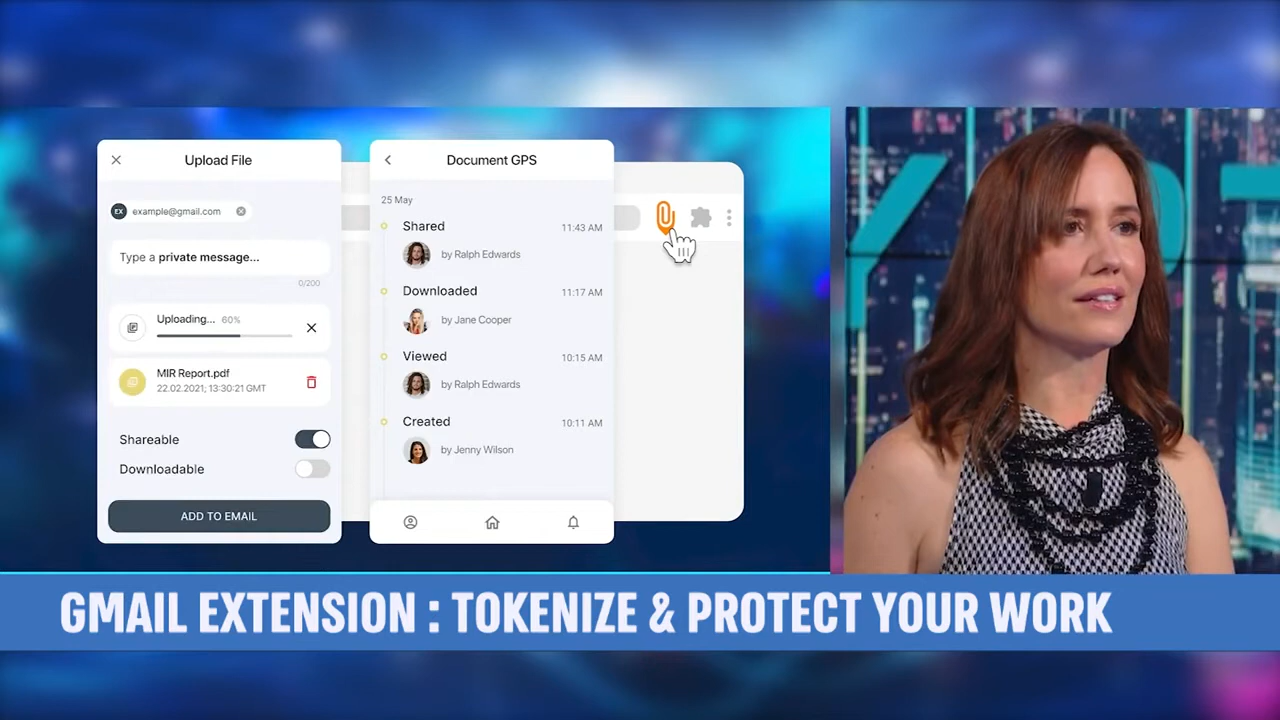 Upload File
EX example@gmail.com
Type a private message...
0/200
Uploading... 60%
MIR Report.pdf
22.02.2021, 13:30:21 GMT
Shareable
Downloadable
ADD TO EMAIL
Document GPS
25 May
Shared 11:43 AM
by Ralph Edwards
Downloaded 11:17 AM
by Jane Cooper
Viewed 10:15 AM
by Ralph Edwards
Created 10:11 AM
by Jenny Wilson
YPT
GMAIL EXTENSION : TOKENIZE & PROTECT YOUR WORK